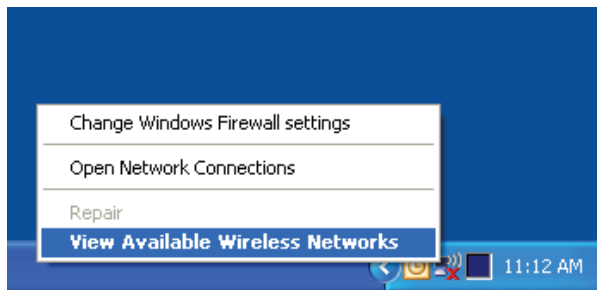 Change Windows Firewall settings
Open Network Connections
Repair
View Available Wireless Networks
11:12 AM